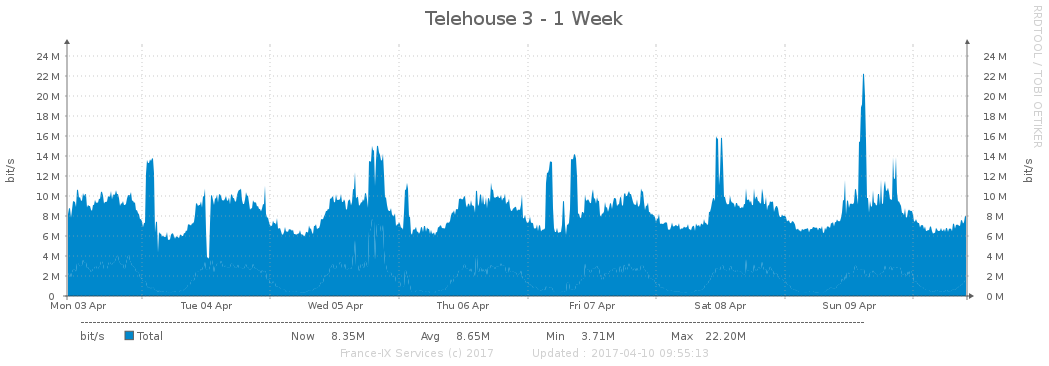 Telehouse 3 - 1 Week
RRDTOOL / TOBI OETIKER
bit/s
bit/s
24 M 24 M
22 M 22 M
20 M 20 M
18 M 18 M
16 M 16 M
14 M 14 M
12 M 12 M
10 M 10 M
8 M 8 M
6 M 6 M
4 M 4 M
2 M 2 M
0 0 M
Mon 03 Apr Tue 04 Apr Wed 05 Apr Thu 06 Apr Fri 07 Apr Sat 08 Apr Sun 09 Apr
bit/s Total Now 8.35M Avg 8.65M Min 3.71M Max 22.20M
France-IX Services (c) 2017 Updated : 2017-04-10 09:55:13